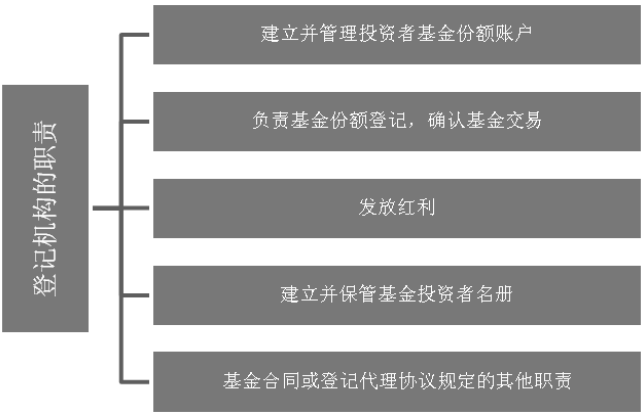 登记机构的职责
建立并管理投资者基金份额账户
负责基金份额登记，确认基金交易
发放红利
建立并保管基金投资者名册
基金合同或登记代理协议规定的其他职责